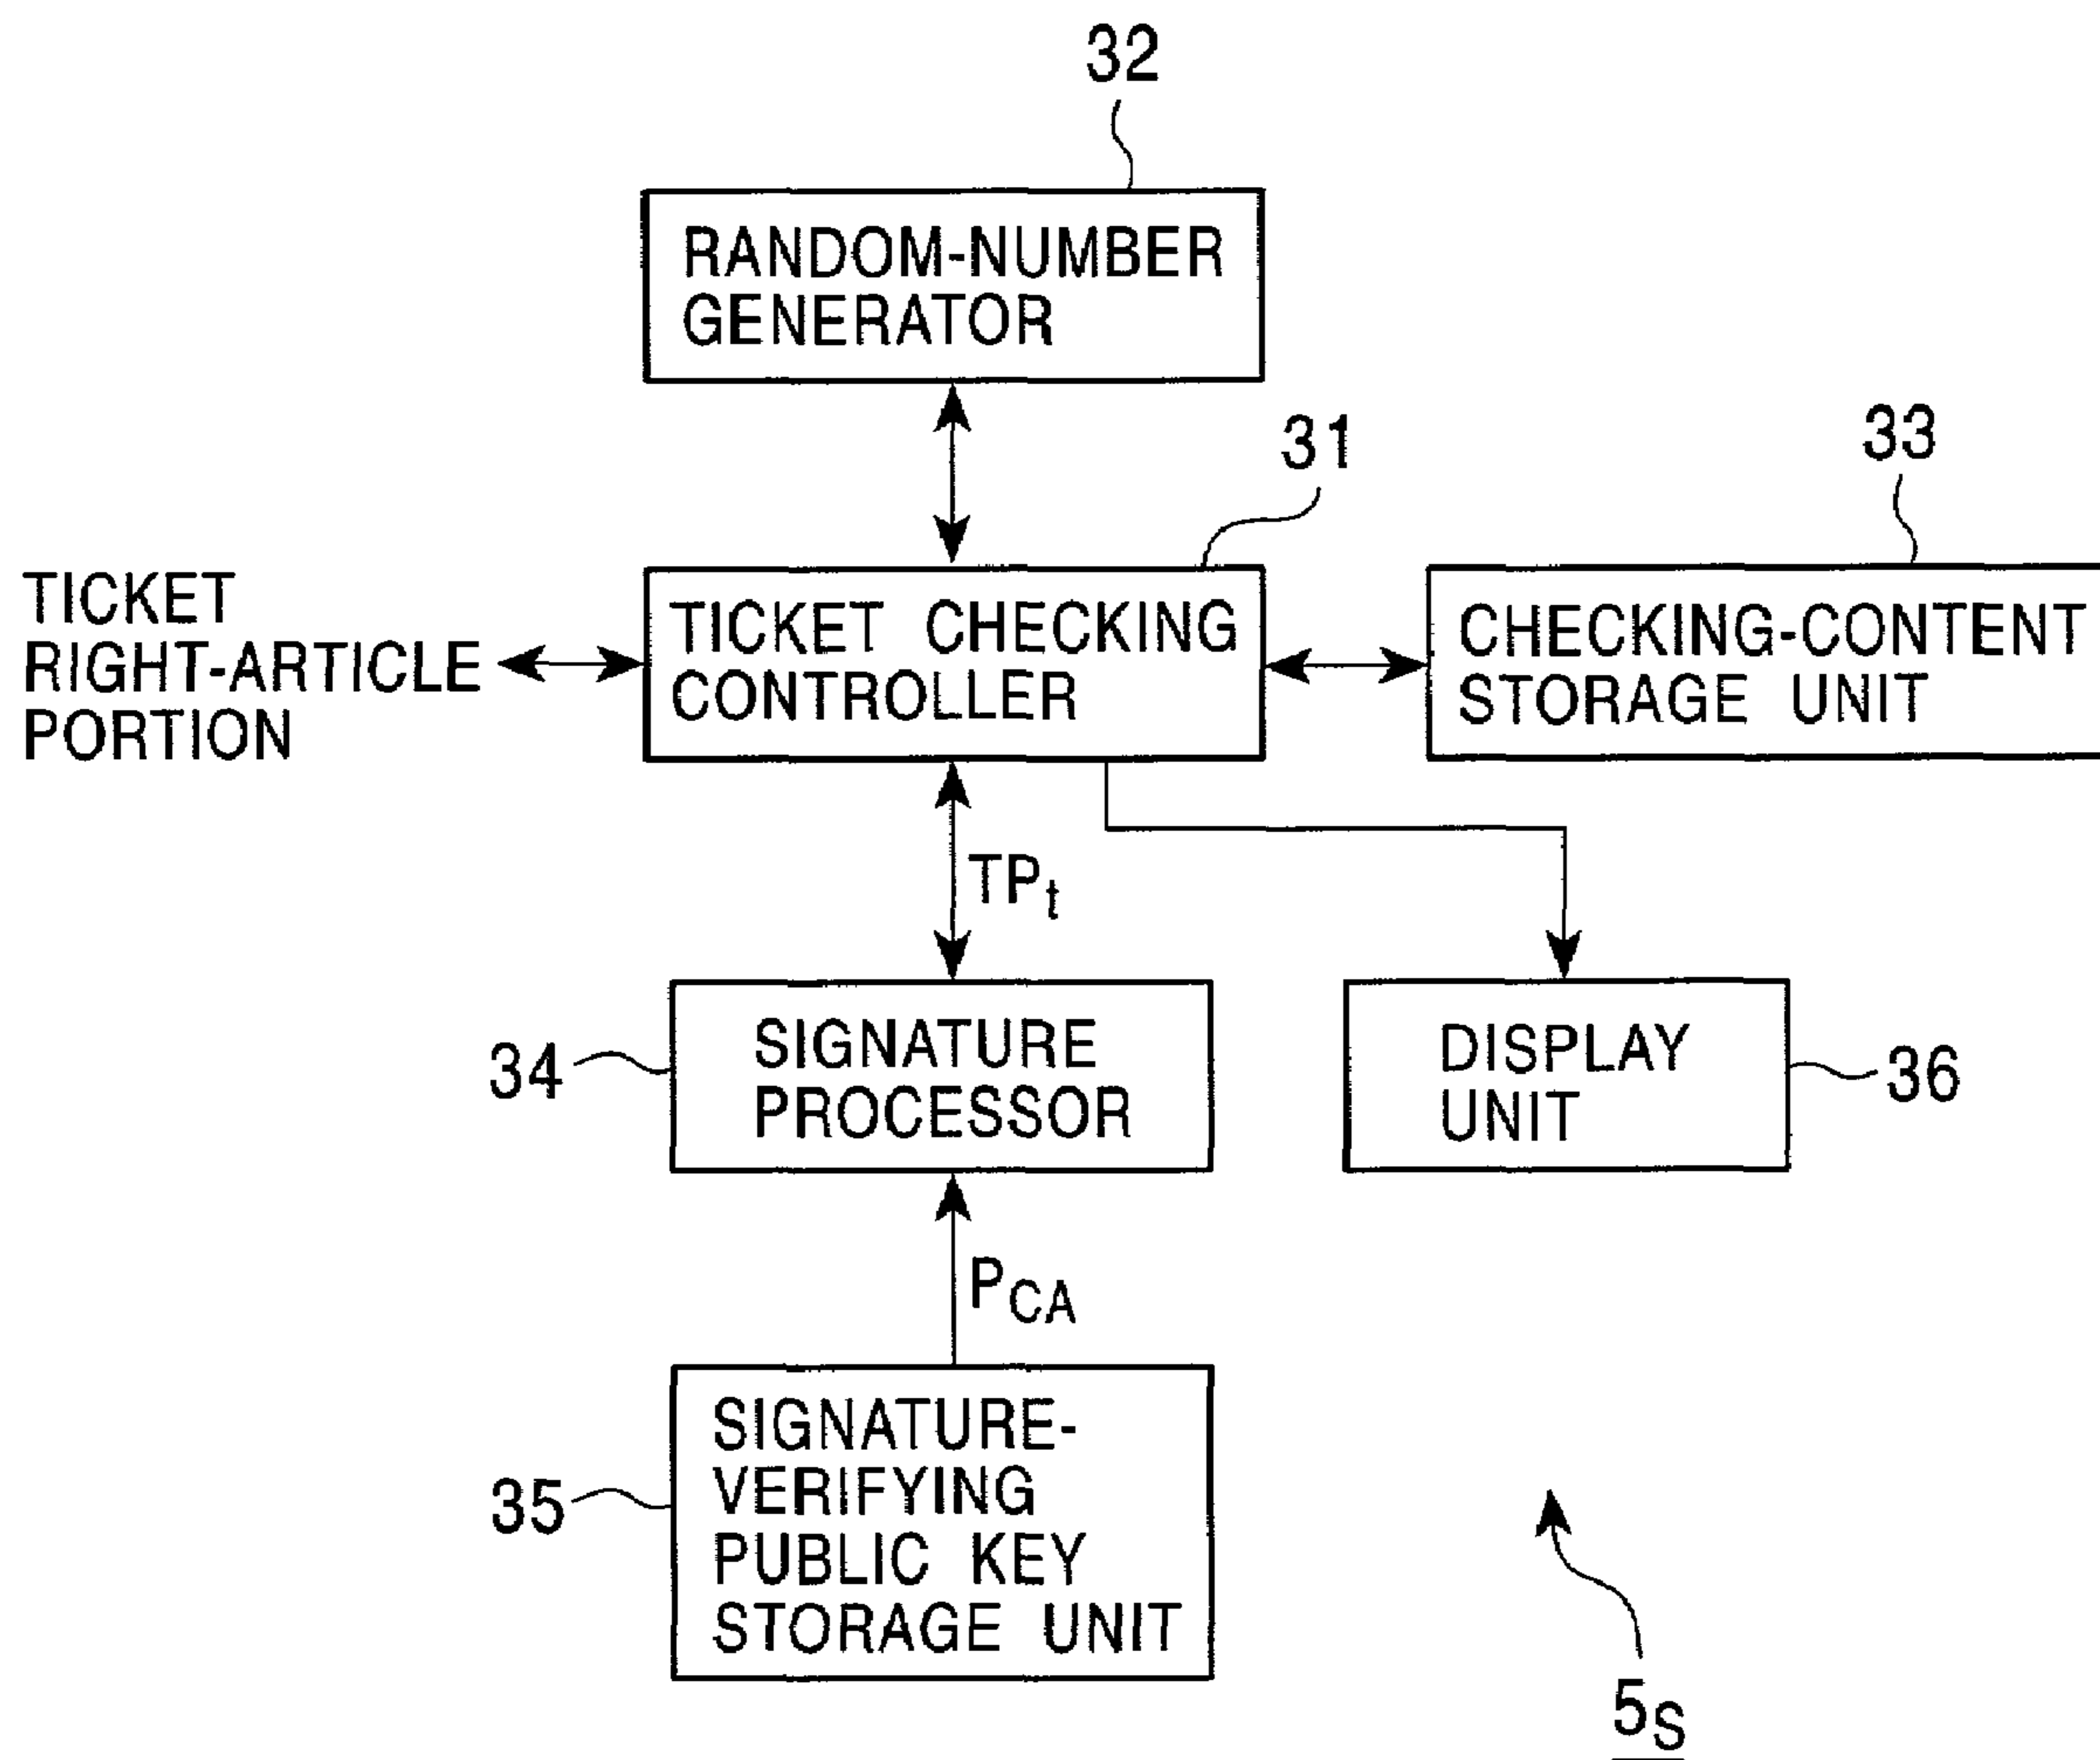 32
RANDOM-NUMBER
GENERATOR
31
33
TICKET
RIGHT-ARTICLE
PORTION
TICKET CHECKING
CONTROLLER
CHECKING-CONTENT
STORAGE UNIT
TPt
34
SIGNATURE
PROCESSOR
DISPLAY
UNIT
36
PCA
35
SIGNATURE-
VERIFYING
PUBLIC KEY
STORAGE UNIT
5S